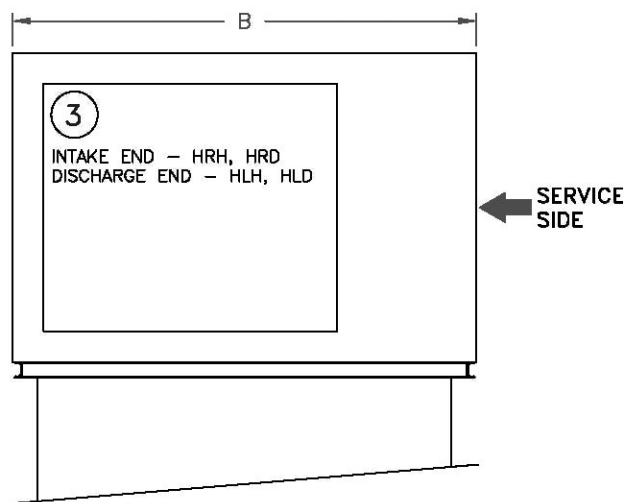 B
3
INTAKE END – HRH, HRD
DISCHARGE END – HLH, HLD
SERVICE
SIDE